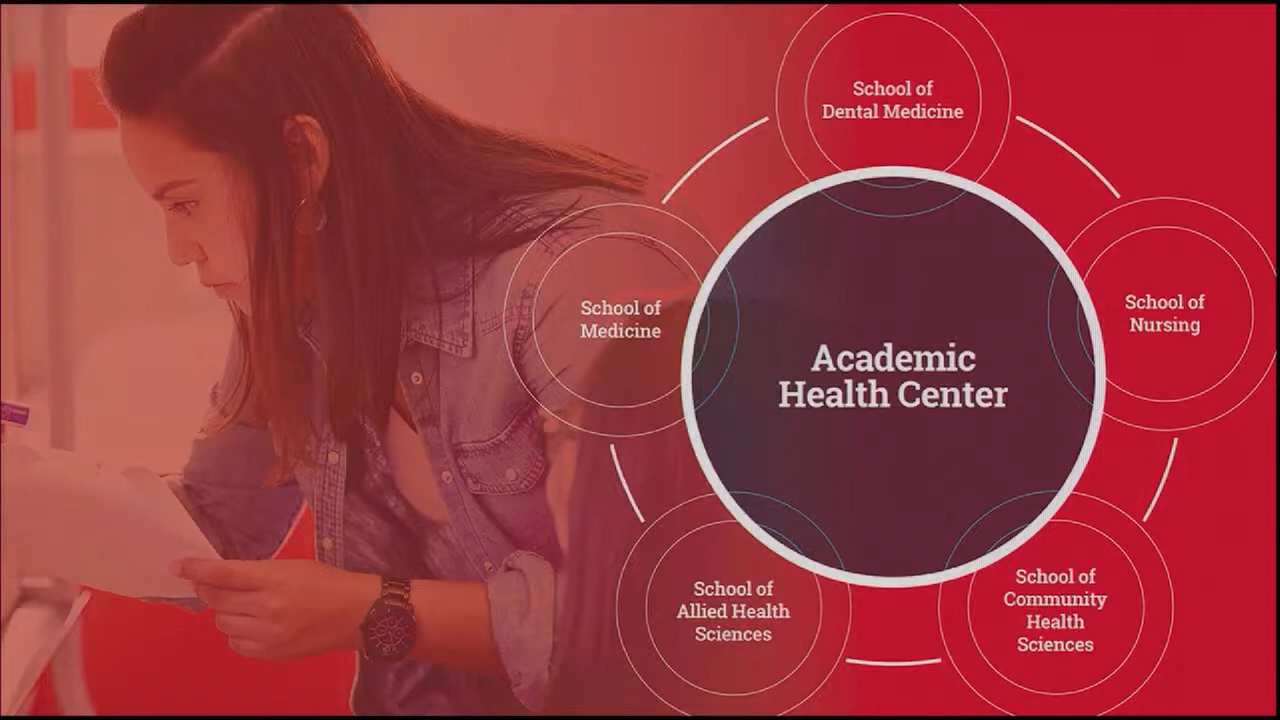 School of
Dental Medicine
School of
Medicine
School of
Nursing
Academic
Health Center
School of
Allied Health
Sciences
School of
Community
Health
Sciences